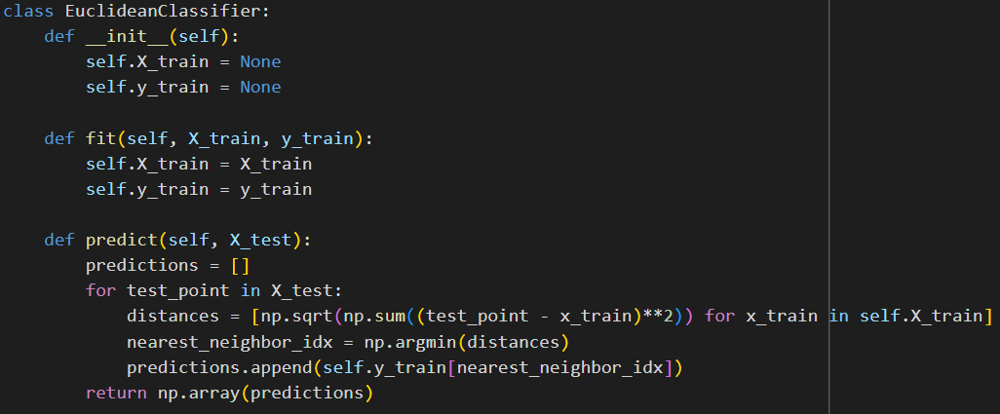 class EuclideanClassifier:
    def __init__(self):
        self.X_train = None
        self.y_train = None

    def fit(self, X_train, y_train):
        self.X_train = X_train
        self.y_train = y_train

    def predict(self, X_test):
        predictions = []
        for test_point in X_test:
            distances = [np.sqrt(np.sum((test_point - x_train)**2)) for x_train in self.X_train]
            nearest_neighbor_idx = np.argmin(distances)
            predictions.append(self.y_train[nearest_neighbor_idx])
        return np.array(predictions)